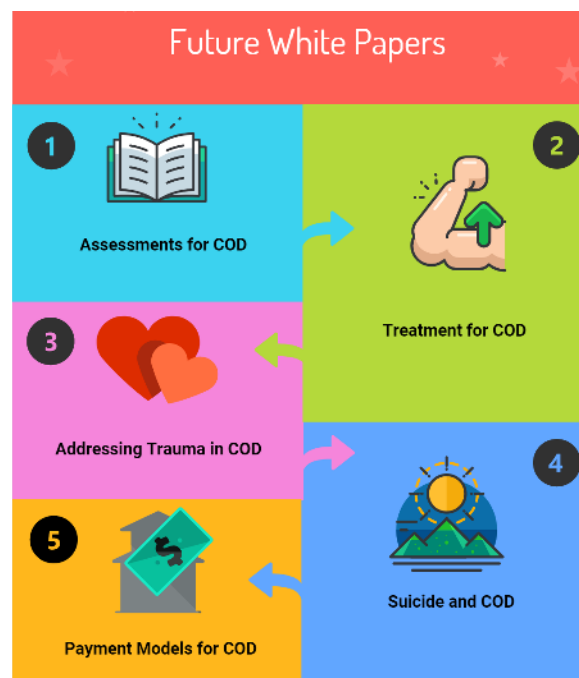 Future White Papers
1
Assessments for COD
2
Treatment for COD
3
Addressing Trauma in COD
4
Suicide and COD
5
$
Payment Models for COD